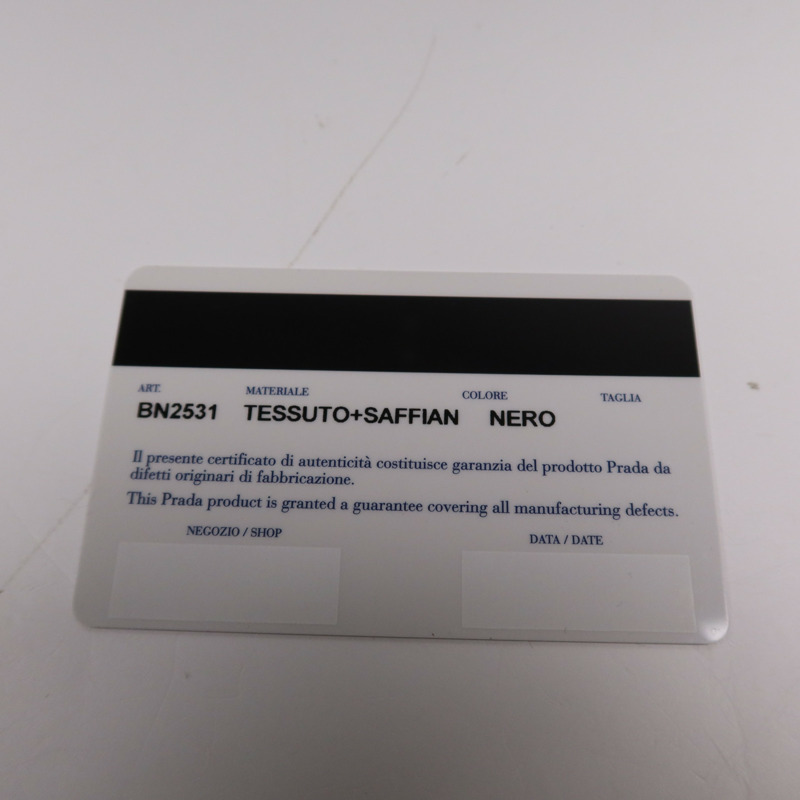 ART. MATERIALE COLORE TAGLIA
BN2531 TESSUTO+SAFFIAN NERO
Il presente certificato di autenticità costituisce garanzia del prodotto Prada da
difetti originari di fabbricazione.
This Prada product is granted a guarantee covering all manufacturing defects.
NEGOZIO / SHOP DATA / DATE